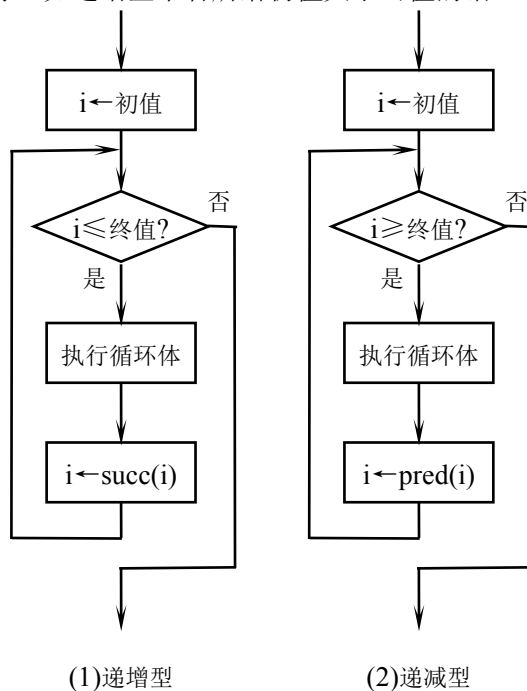 i←初值
i≤终值?
否
是
执行循环体
i←succ(i)
(1)递增型
i←初值
i≥终值?
否
是
执行循环体
i←pred(i)
(2)递减型